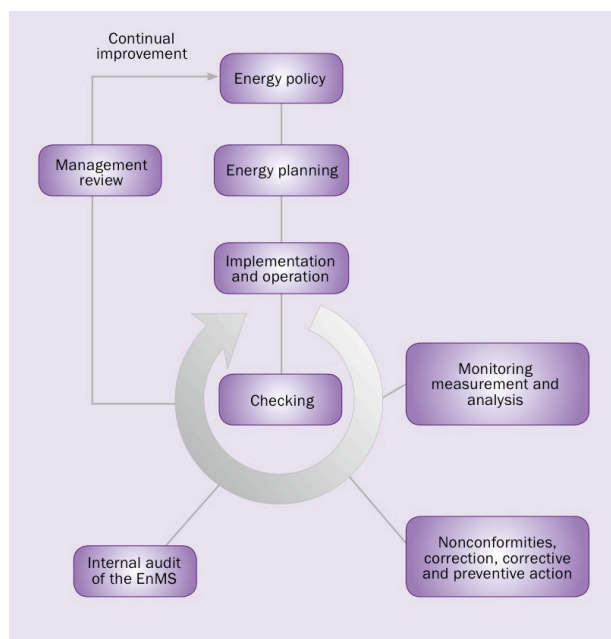 Continual
improvement
Energy policy
Management
review
Energy planning
Implementation
and operation
Checking
Monitoring
measurement and
analysis
Internal audit
of the EnMS
Nonconformities,
correction, corrective
and preventive action